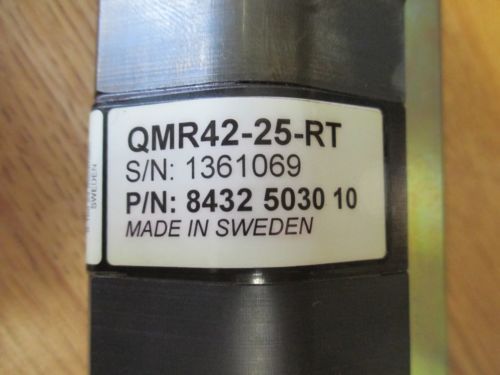 QMR42-25-RT
S/N: 1361069
P/N: 8432 5030 10
MADE IN SWEDEN
SWEDEN